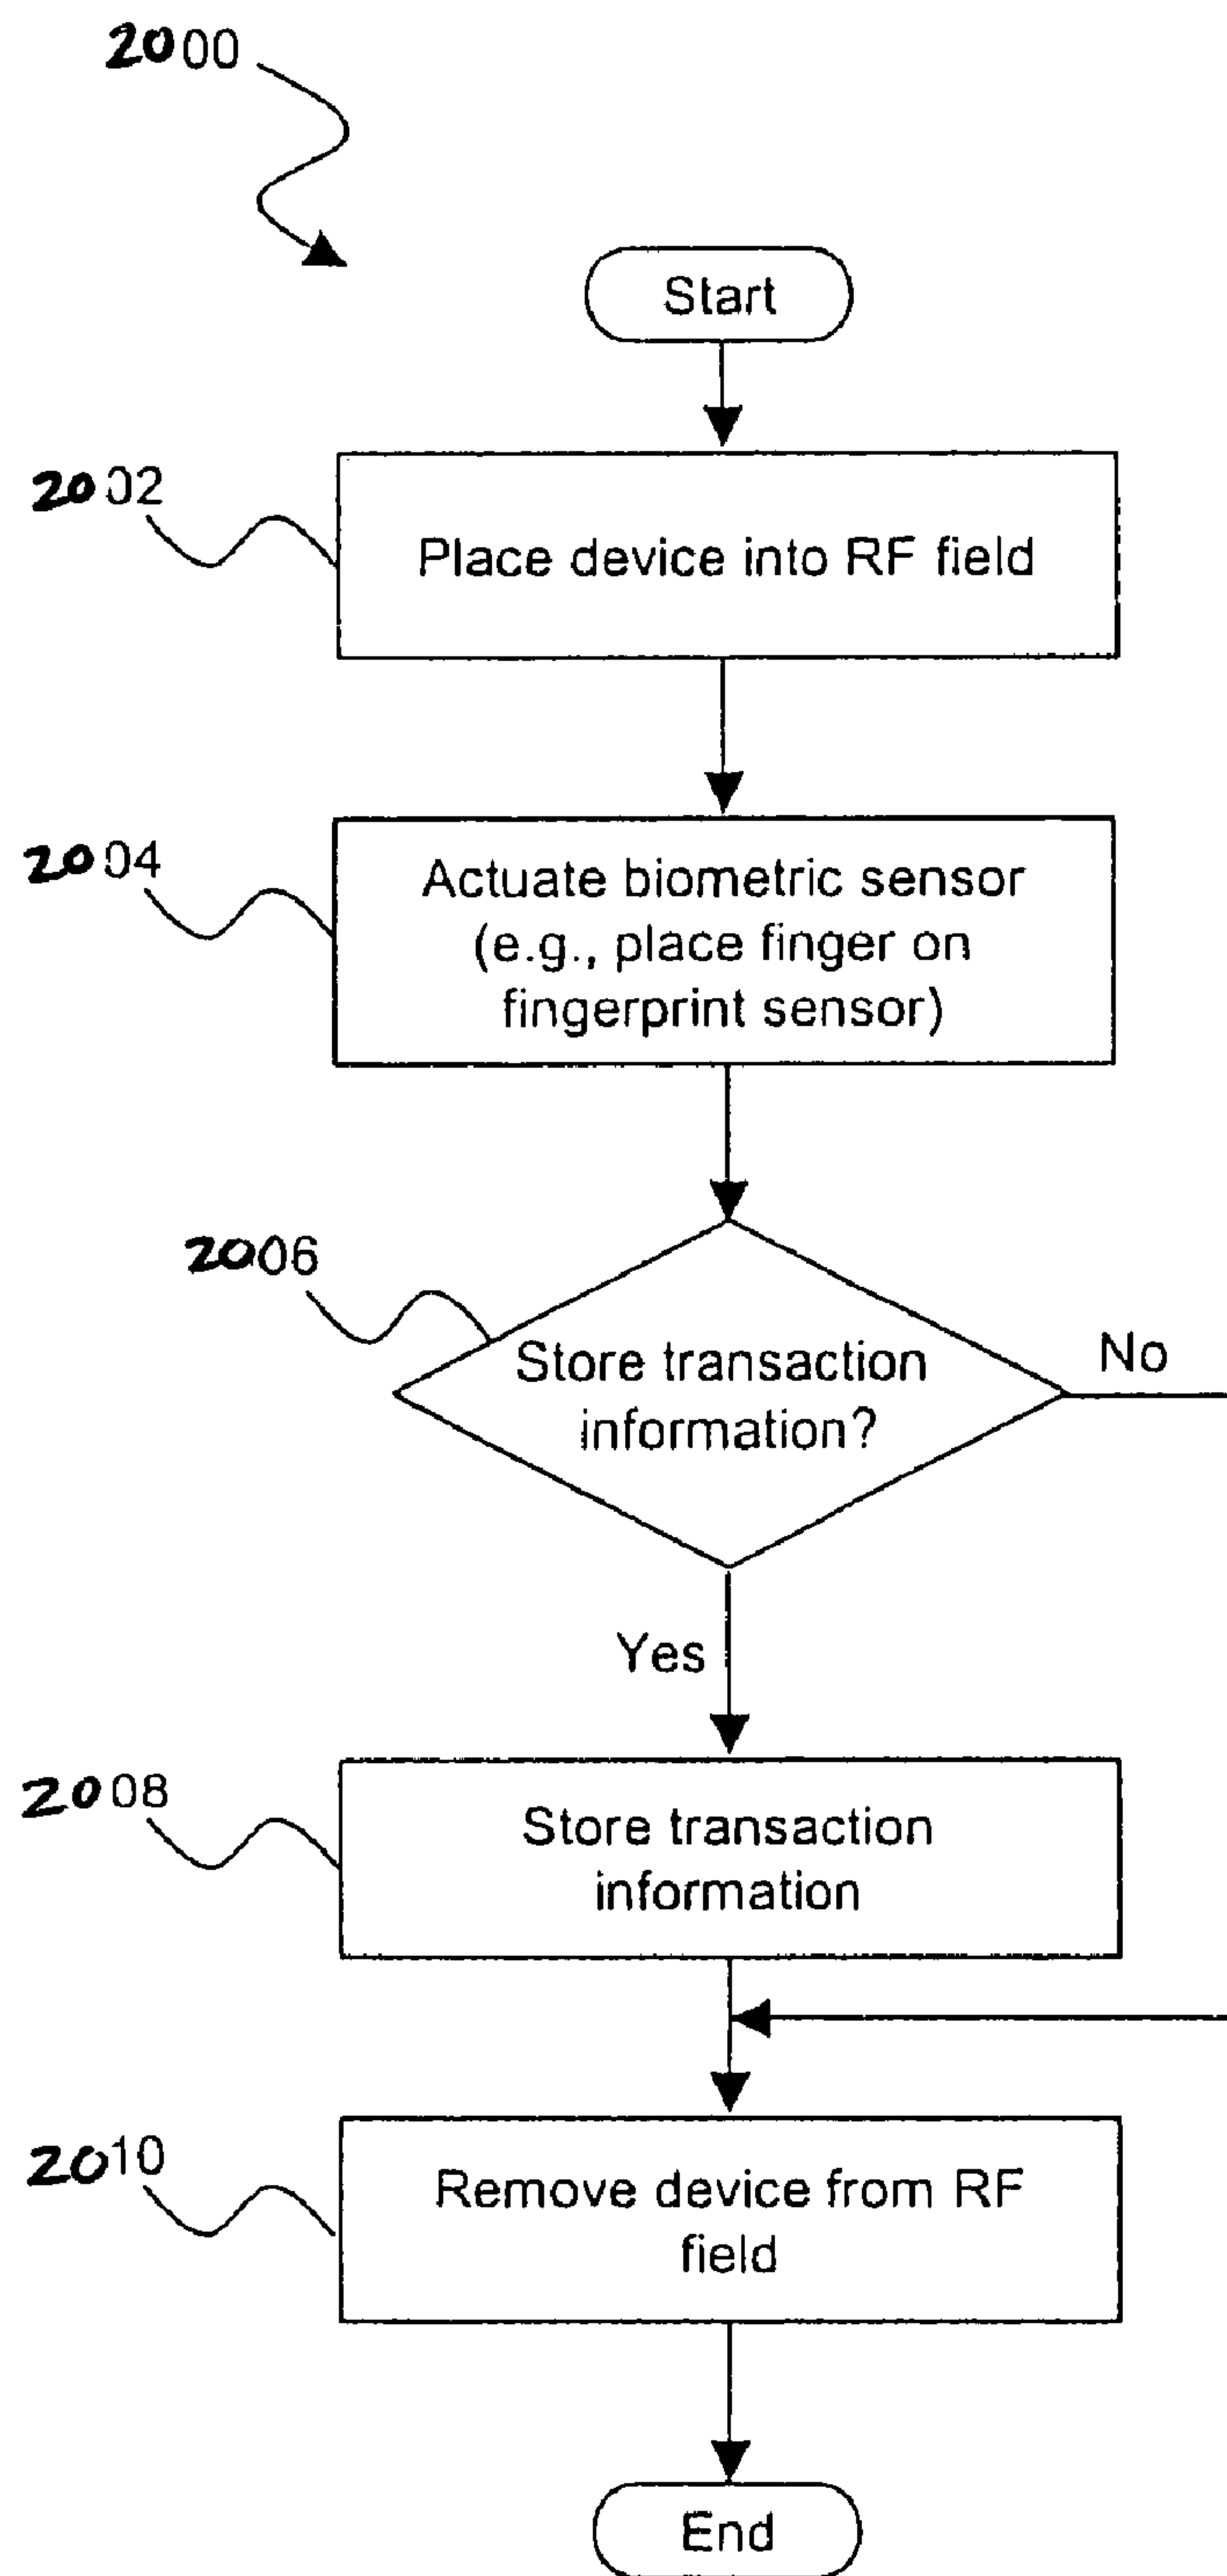 2000
Start
2002
Place device into RF field
2004
Actuate biometric sensor
(e.g., place finger on
fingerprint sensor)
2006
Store transaction
information?
No
Yes
2008
Store transaction
information
2010
Remove device from RF
field
End